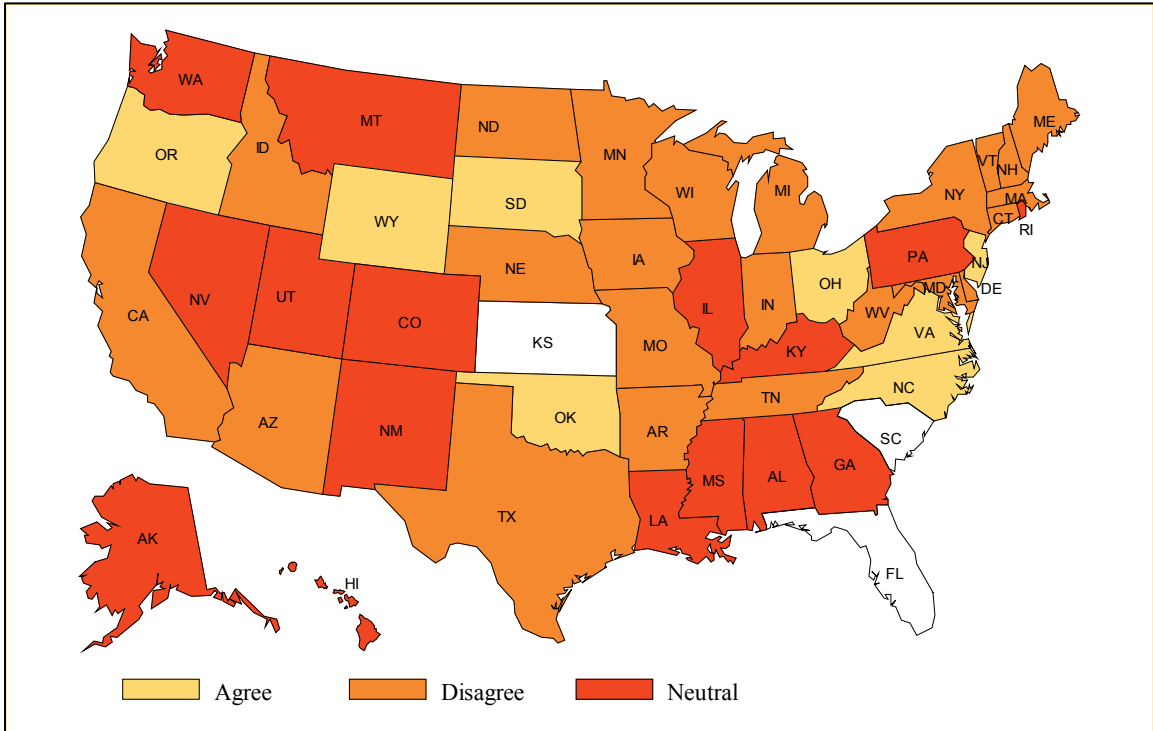 WA
MT
ND
ME
OR
ID
MN
VT
NH
WI
MI
NY
MA
SD
WY
CT
RI
PA
IA
NE
NJ
OH
DE
MD
NV
UT
IL
IN
WV
CA
CO
VA
KS
MO
KY
NC
TN
AZ
NM
OK
AR
SC
GA
MS
AL
TX
LA
AK
FL
HI
Agree Disagree Neutral